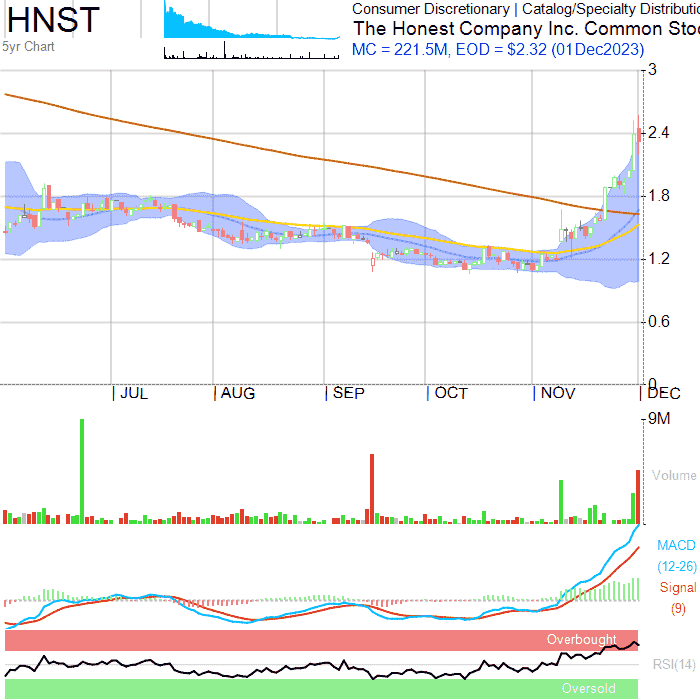 HNST
5yr Chart
Consumer Discretionary | Catalog/Specialty Distributio
The Honest Company Inc. Common Stoc
MC = 221.5M, EOD = $2.32 (01Dec2023)
3
2.4
1.8
1.2
0.6
0
JUL AUG SEP OCT NOV DEC
9M
Volume
MACD
(12-26)
Signal
(9)
Overbought
RSI(14)
Oversold